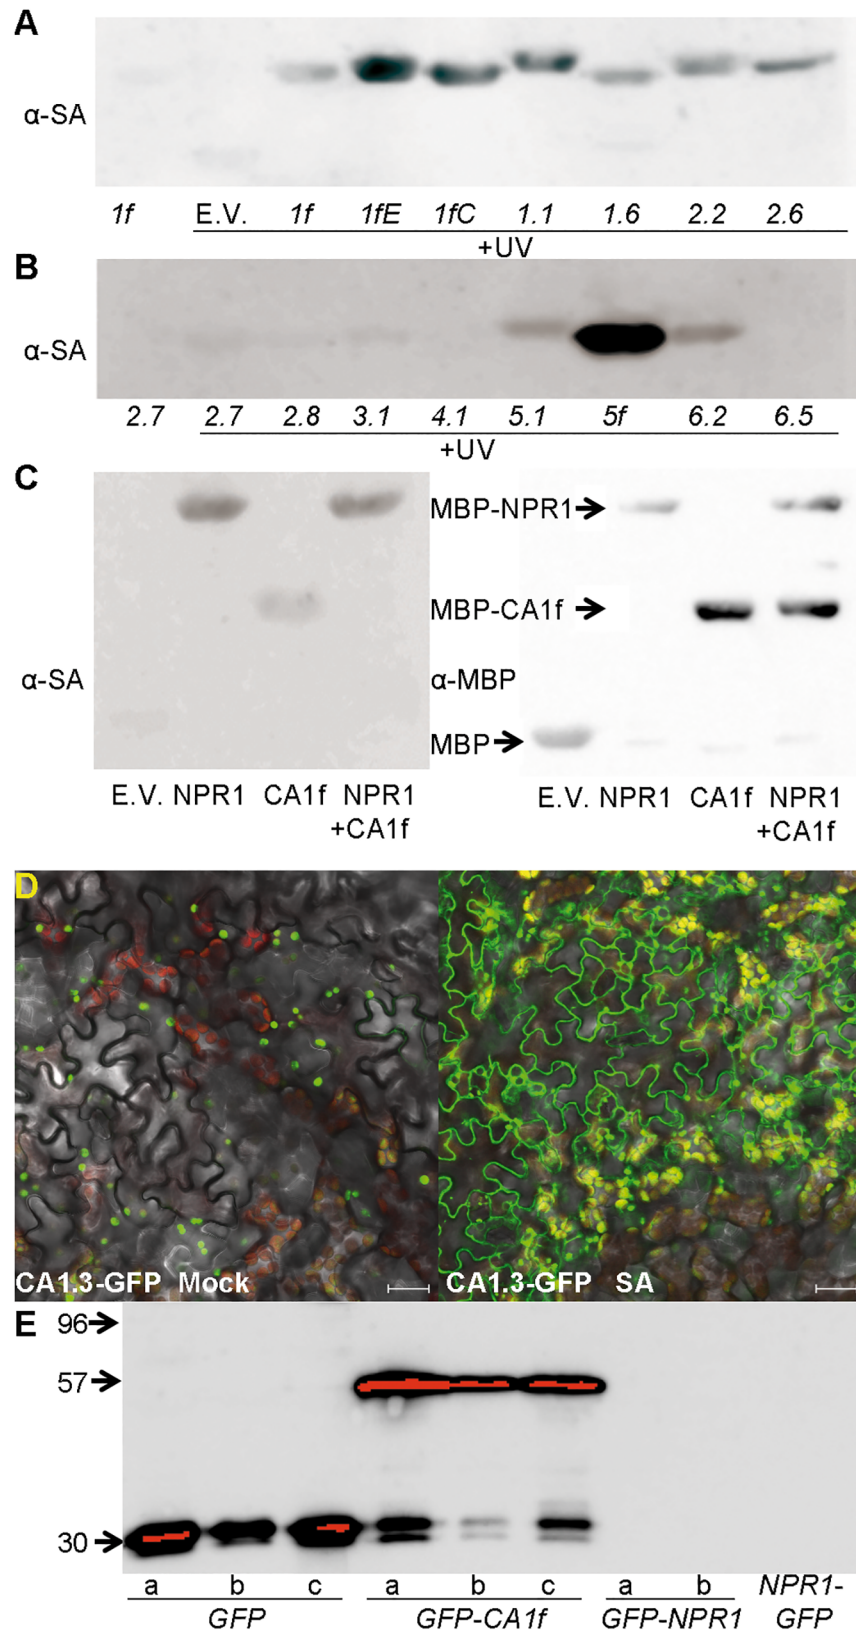 A
α-SA
1f E.V. 1f 1fE 1fC 1.1 1.6 2.2 2.6
+UV
B
α-SA
2.7 2.7 2.8 3.1 4.1 5.1 5f 6.2 6.5
+UV
C
MBP-NPR1
MBP-CA1f
α-SA
α-MBP
MBP
E.V. NPR1 CA1f NPR1 +CA1f
E.V. NPR1 CA1f NPR1 +CA1f
D
CA1.3-GFP Mock
CA1.3-GFP SA
E
96
57
30
a b c a b c a b NPR1-GFP
GFP GFP-CA1f GFP-NPR1